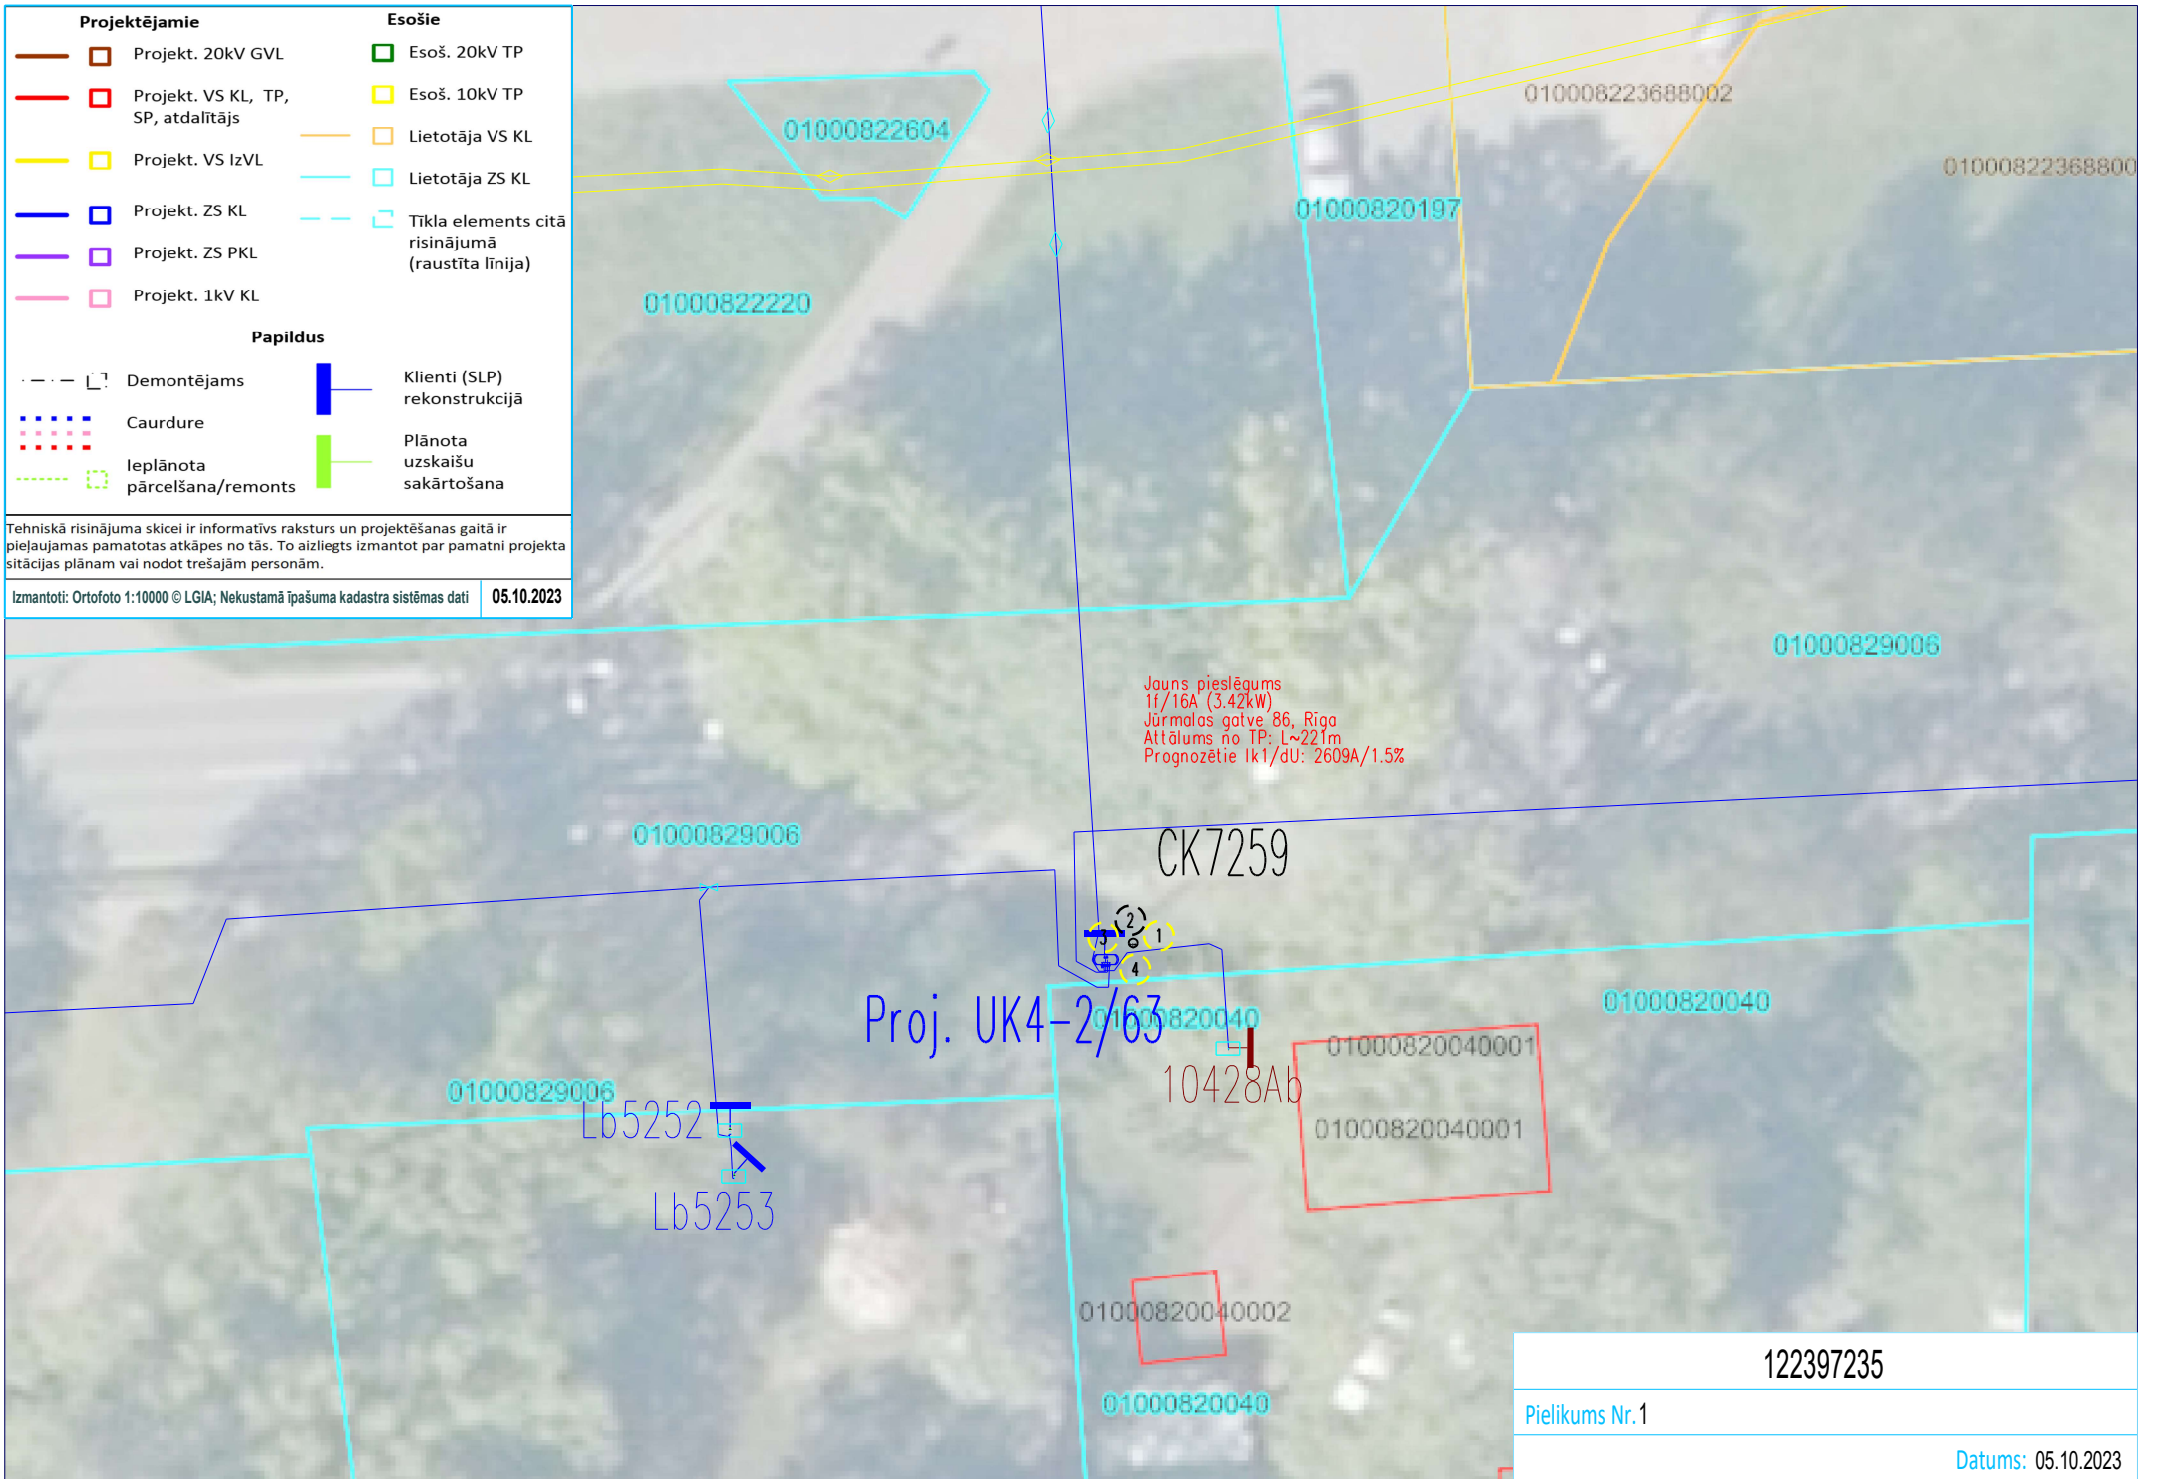 Projektējamie
Esošie
Projekt. 20kV GVL
Esoš. 20kV TP
Projekt. VS KL, TP,
SP, atdalītājs
Esoš. 10kV TP
Lietotāja VS KL
Projekt. VS IzVL
Lietotāja ZS KL
Projekt. ZS KL
Tīkla elements citā
risinājumā
(raustīta līnija)
Projekt. ZS PKL
Projekt. 1kV KL
Papildus
Demontējams
Klienti (SLP)
rekonstrukcijā
Caurdure
Plānota
uzskaišu
sakārtošana
Ieplānota
pārcelšana/remonts
Tehniskā risinājuma skicei ir informatīvs raksturs un projektēšanas gaitā ir
pieļaujamas pamatotas atkāpes no tās. To aizliegts izmantot par pamatni projekta
sitācijas plānam vai nodot trešajām personām.
Izmantoti: Ortofoto 1:10000 © LGIA; Nekustamā īpašuma kadastra sistēmas dati
05.10.2023
010008223688002
01000822604
01000822368800
01000820197
01000822220
01000829006
Jauns pieslēgums
1f/16A (3.42kW)
Jūrmalas gatve 86, Rīga
Attālums no TP: L~221m
Prognozētie Ik1/dU: 2609A/1.5%
01000829006
CK7259
2
3
1
4
Proj. UK4-2/63
01000820040
01000820040
01000820040001
10428Ab
01000829006
Lb5252
01000820040001
Lb5253
01000820040002
01000820040
122397235
Pielikums Nr.1
Datums: 05.10.2023